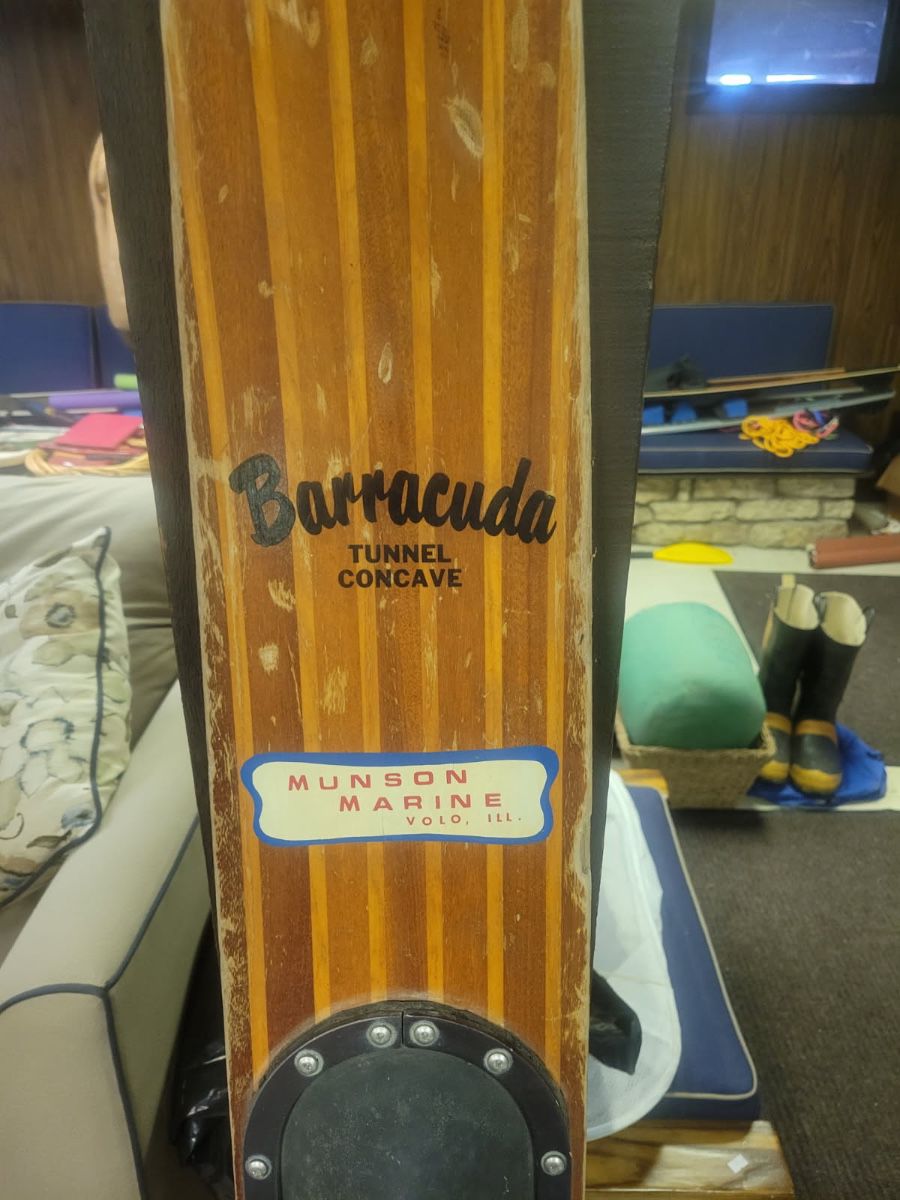 Barracuda
TUNNEL
CONCAVE
MUNSON
MARINE
VOLO, ILL.